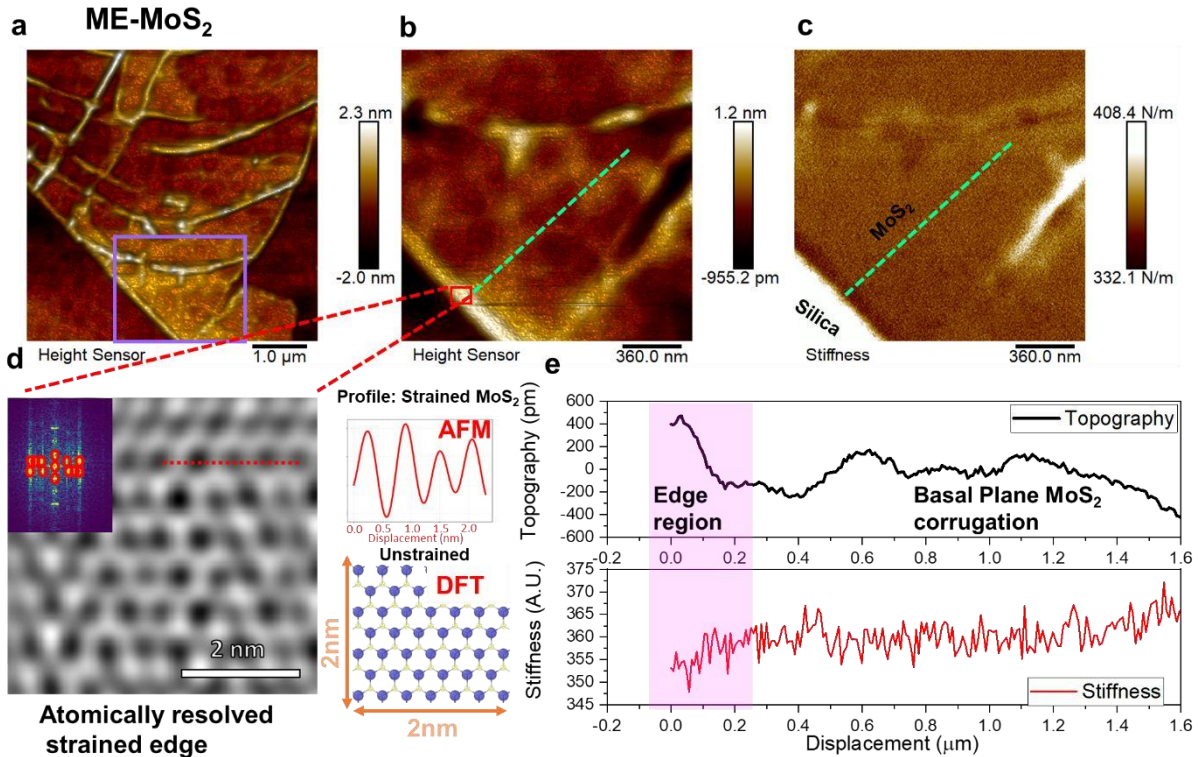 ME-MoS₂
a
b
c
2.3 nm
-2.0 nm
Height Sensor
1.0 µm
1.2 nm
-955.2 pm
Height Sensor
360.0 nm
MoS₂
Silica
408.4 N/m
332.1 N/m
Stiffness
360.0 nm
d
2 nm
Atomically resolved
strained edge
Profile: Strained MoS₂
AFM
0.0 0.5 1.0 1.5 2.0
Displacement (nm)
Unstrained
DFT
2nm
2nm
e
Topography (pm)
600
400
200
0
-200
-400
-600
Topography
Edge
region
Basal Plane MoS₂
corrugation
-0.2 0.0 0.2 0.4 0.6 0.8 1.0 1.2 1.4 1.6
Stiffness (A.U.)
375
370
365
360
355
350
345
Stiffness
-0.2 0.0 0.2 0.4 0.6 0.8 1.0 1.2 1.4 1.6
Displacement (µm)